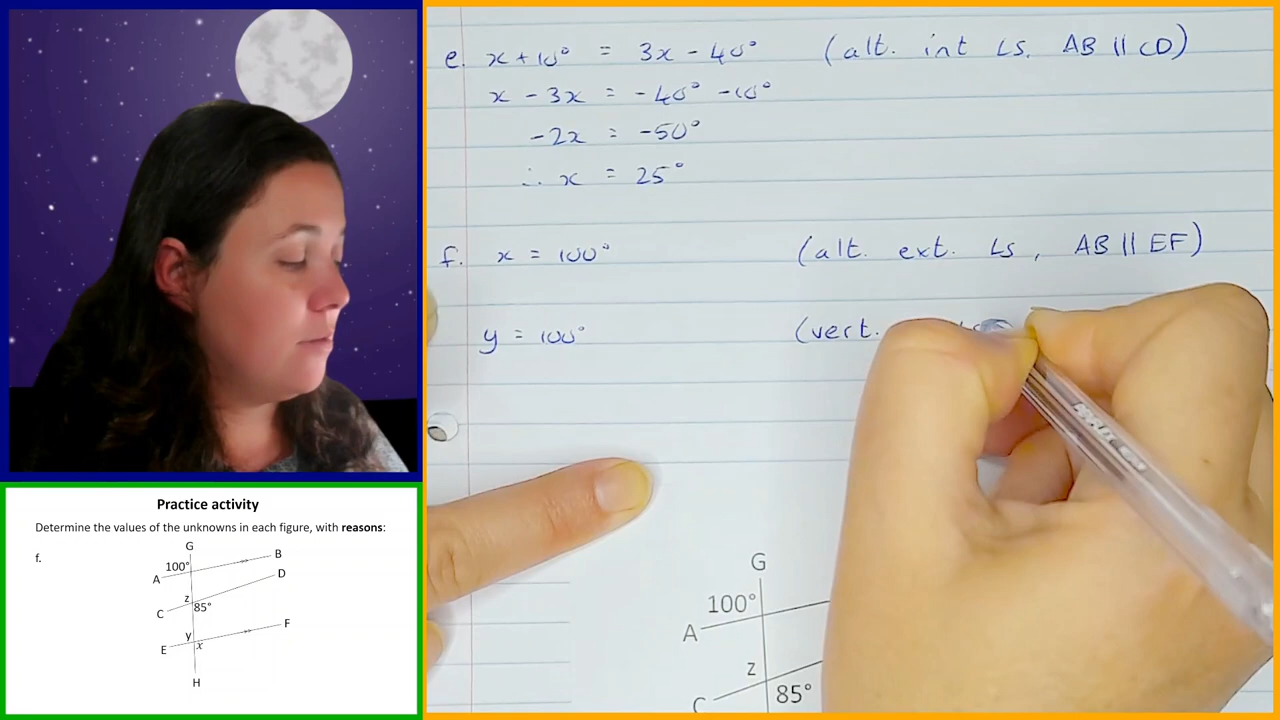 e. x + 10° = 3x - 40° (alt. int ∠s. AB || CD)
x - 3x = -40° - 10°
-2x = -50°
∴ x = 25°
f. x = 100° (alt. ext. ∠s, AB || EF)
y = 100° (vert.
G
100°
A
z
85°
C
Practice activity
Determine the values of the unknowns in each figure, with reasons:
f.
G
B
100°
A
D
z
85°
C
F
y
x
E
H